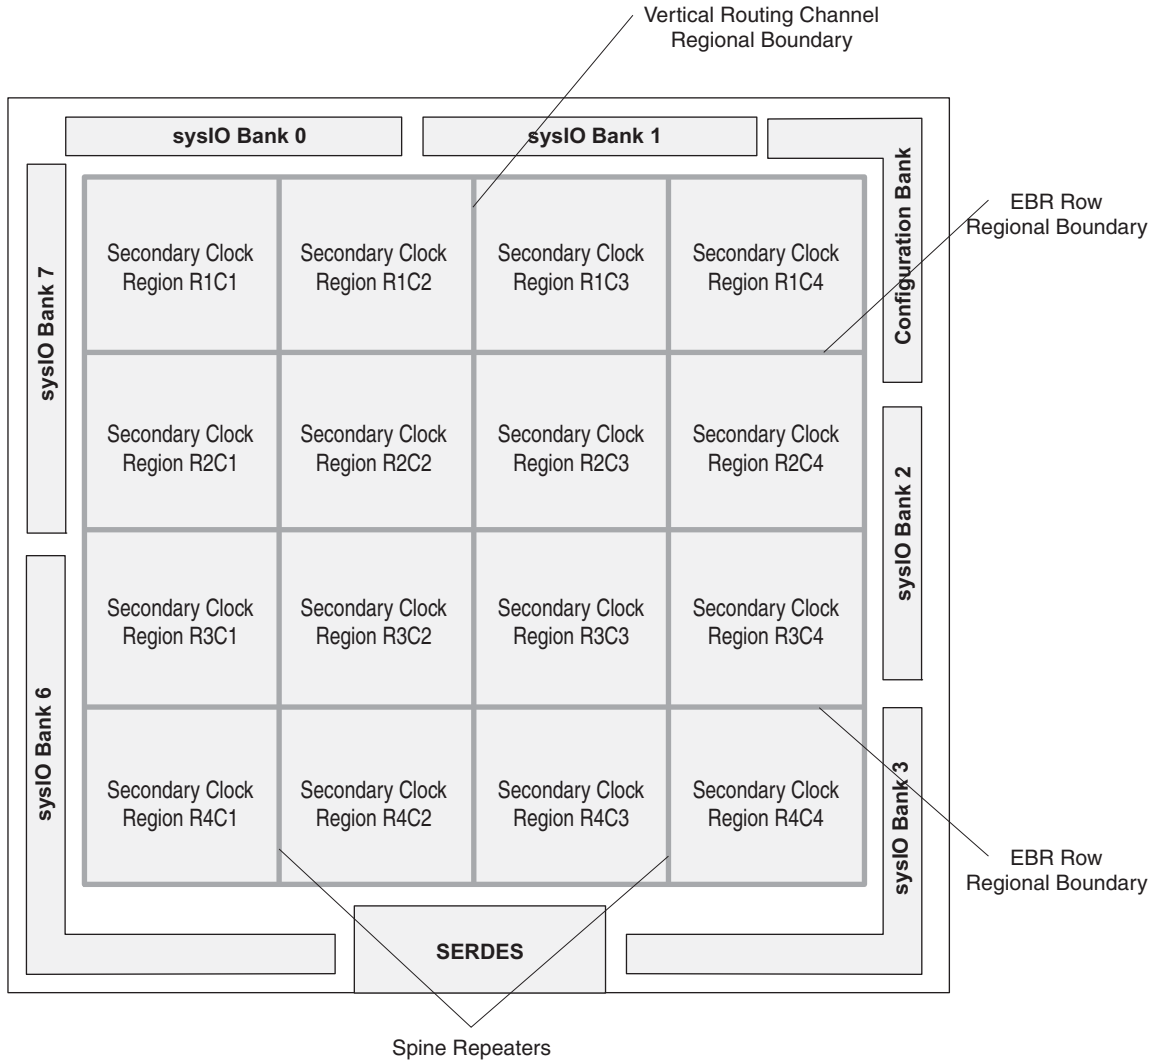 Vertical Routing Channel
Regional Boundary
sysIO Bank 0
sysIO Bank 1
Configuration Bank
EBR Row
Regional Boundary
sysIO Bank 7
Secondary Clock
Region R1C1
Secondary Clock
Region R1C2
Secondary Clock
Region R1C3
Secondary Clock
Region R1C4
Secondary Clock
Region R2C1
Secondary Clock
Region R2C2
Secondary Clock
Region R2C3
Secondary Clock
Region R2C4
sysIO Bank 2
Secondary Clock
Region R3C1
Secondary Clock
Region R3C2
Secondary Clock
Region R3C3
Secondary Clock
Region R3C4
sysIO Bank 6
Secondary Clock
Region R4C1
Secondary Clock
Region R4C2
Secondary Clock
Region R4C3
Secondary Clock
Region R4C4
sysIO Bank 3
EBR Row
Regional Boundary
SERDES
Spine Repeaters